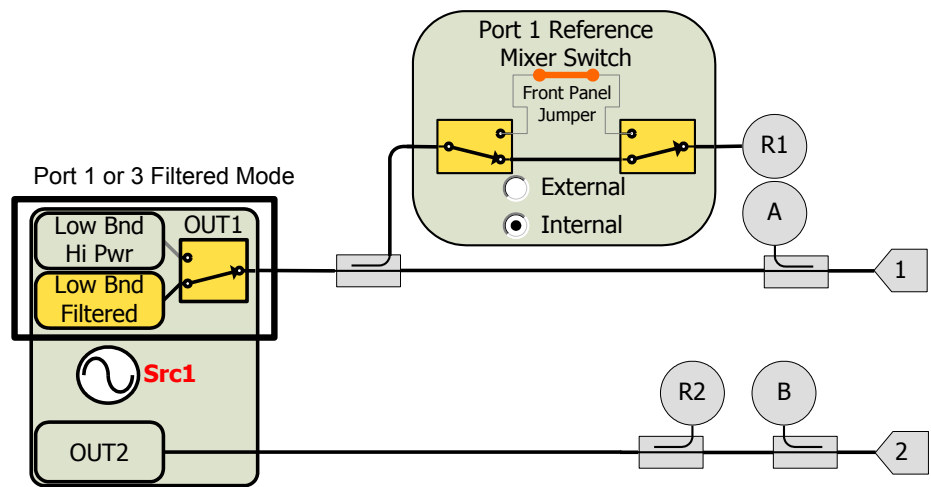 Port 1 Reference
Mixer Switch
Front Panel
Jumper
R1
External
Internal
A
Port 1 or 3 Filtered Mode
Low Bnd
Hi Pwr
OUT1
Low Bnd
Filtered
1
Src1
R2
B
OUT2
2